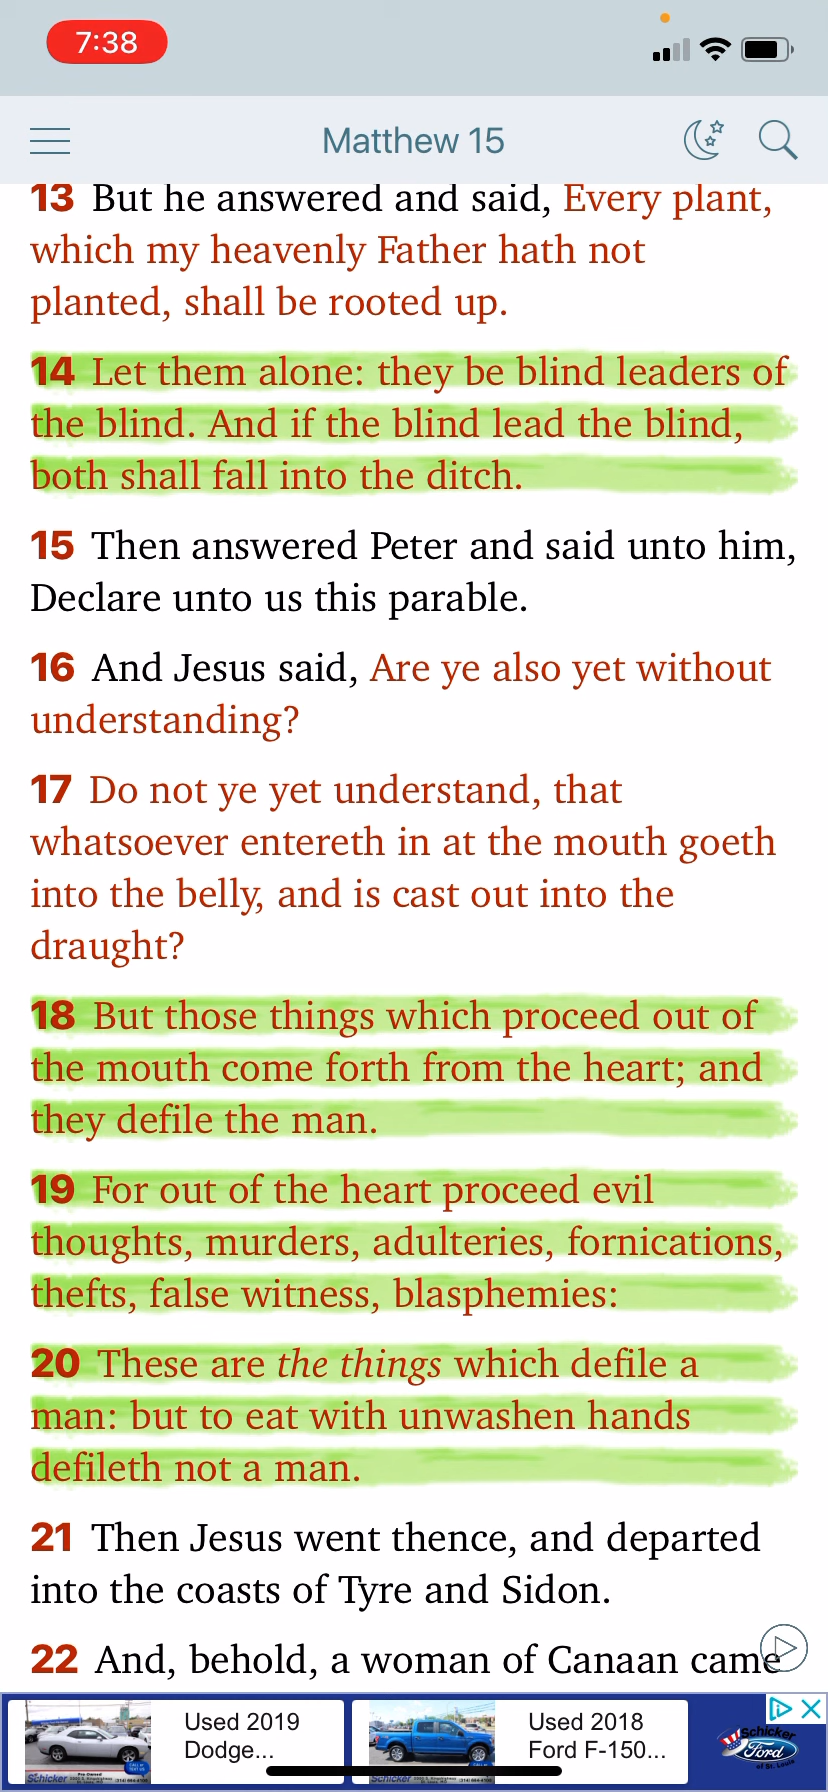 7:38
Matthew 15
13 But he answered and said, Every plant,
which my heavenly Father hath not
planted, shall be rooted up.
14 Let them alone: they be blind leaders of
the blind. And if the blind lead the blind,
both shall fall into the ditch.
15 Then answered Peter and said unto him,
Declare unto us this parable.
16 And Jesus said, Are ye also yet without
understanding?
17 Do not ye yet understand, that
whatsoever entereth in at the mouth goeth
into the belly, and is cast out into the
draught?
18 But those things which proceed out of
the mouth come forth from the heart; and
they defile the man.
19 For out of the heart proceed evil
thoughts, murders, adulteries, fornications,
thefts, false witness, blasphemies:
20 These are the things which defile a
man: but to eat with unwashen hands
defileth not a man.
21 Then Jesus went thence, and departed
into the coasts of Tyre and Sidon.
22 And, behold, a woman of Canaan came
Used 2019
Dodge...
Used 2018
Ford F-150...
Schicker
Ford
of St. Louis
Schicker
Schicker